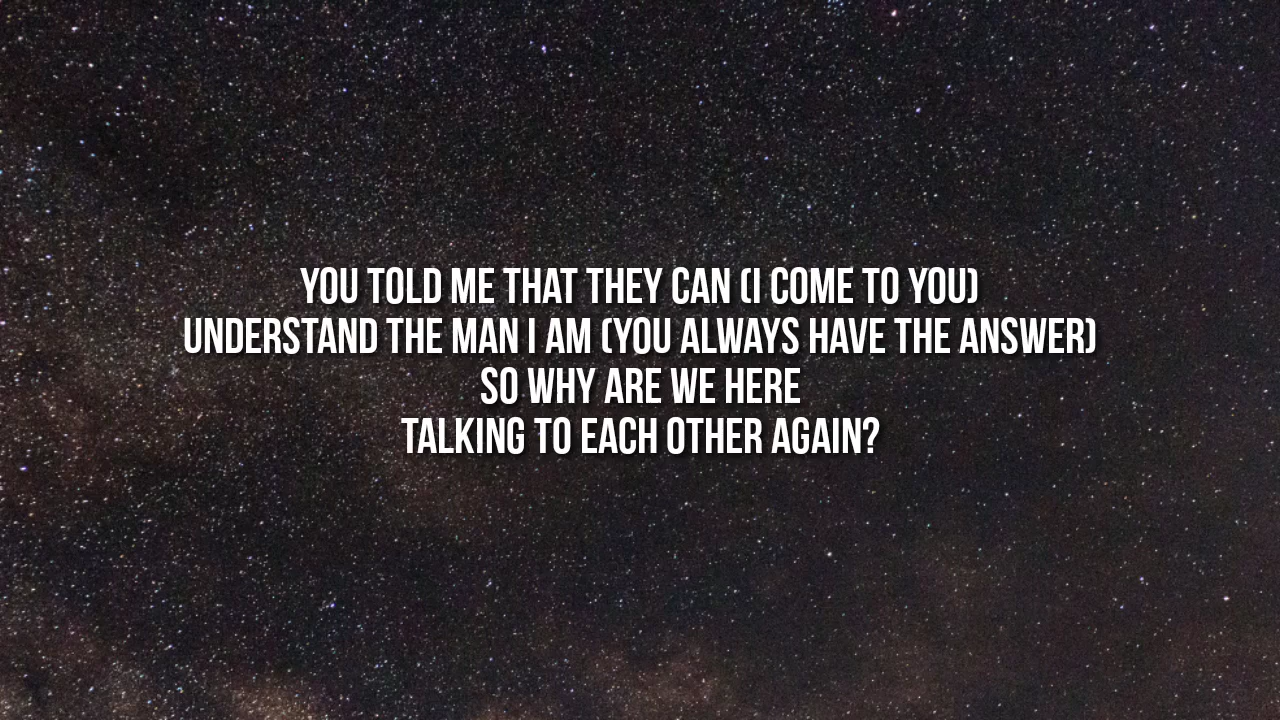 YOU TOLD ME THAT THEY CAN (I COME TO YOU)
UNDERSTAND THE MAN I AM (YOU ALWAYS HAVE THE ANSWER)
SO WHY ARE WE HERE
TALKING TO EACH OTHER AGAIN?